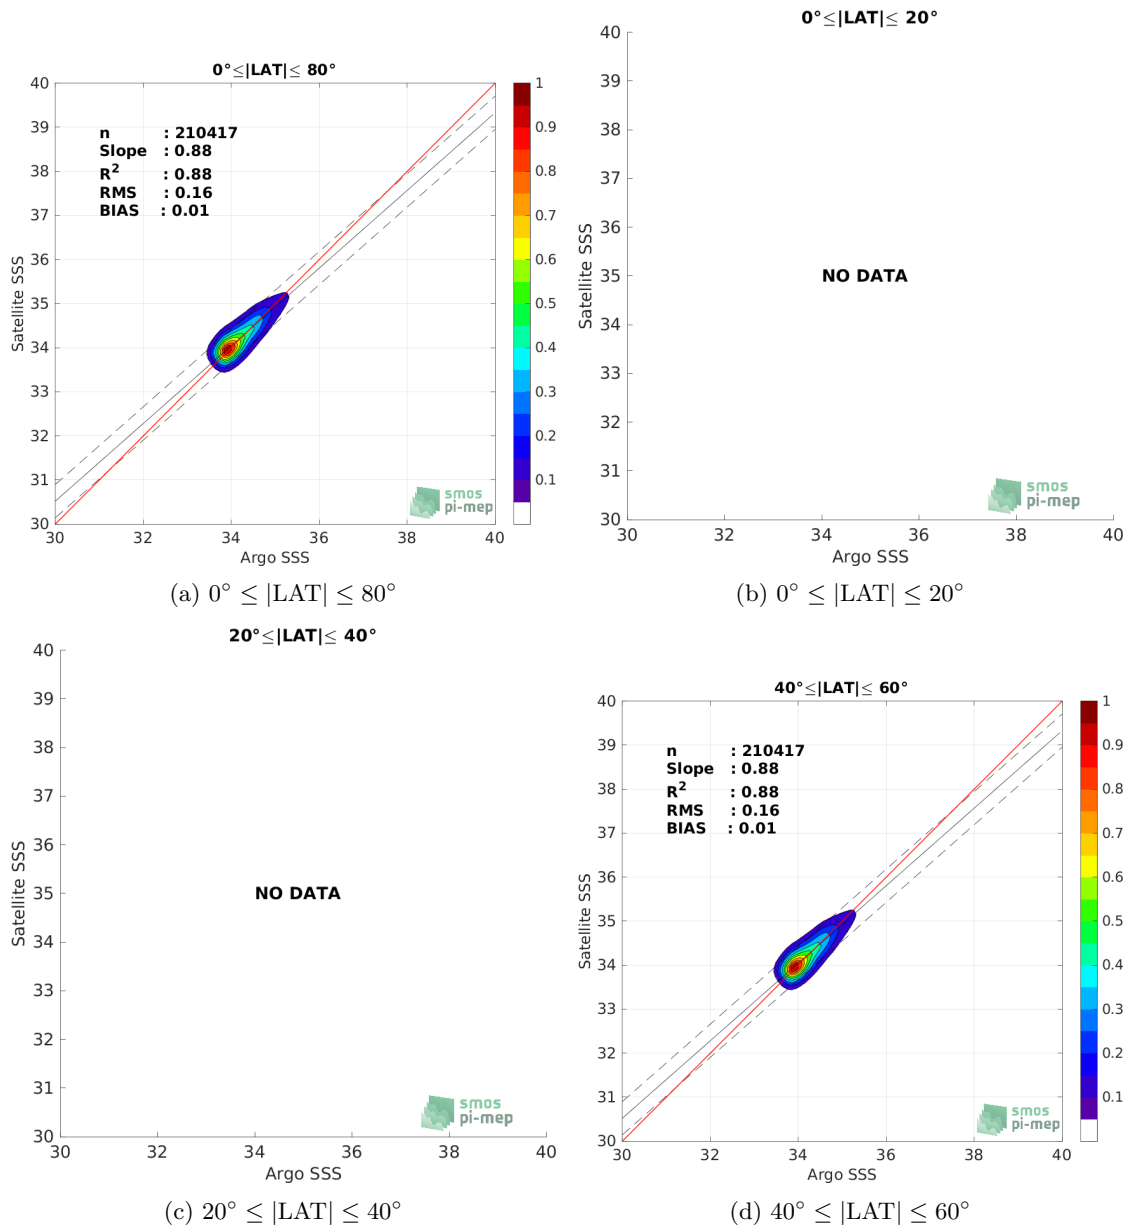 0°≤|LAT|≤ 80°
40
39
38
37
36
35
34
33
32
31
30
Satellite SSS
n : 210417
Slope : 0.88
R² : 0.88
RMS : 0.16
BIAS : 0.01
smos
pi-mep
30 32 34 36 38 40
Argo SSS
1
0.9
0.8
0.7
0.6
0.5
0.4
0.3
0.2
0.1
(a) 0° ≤ |LAT| ≤ 80°
0°≤|LAT|≤ 20°
40
39
38
37
36
35
34
33
32
31
30
Satellite SSS
NO DATA
smos
pi-mep
30 32 34 36 38 40
Argo SSS
(b) 0° ≤ |LAT| ≤ 20°
20°≤|LAT|≤ 40°
40
39
38
37
36
35
34
33
32
31
30
Satellite SSS
NO DATA
smos
pi-mep
30 32 34 36 38 40
Argo SSS
(c) 20° ≤ |LAT| ≤ 40°
40°≤|LAT|≤ 60°
40
39
38
37
36
35
34
33
32
31
30
Satellite SSS
n : 210417
Slope : 0.88
R² : 0.88
RMS : 0.16
BIAS : 0.01
smos
pi-mep
30 32 34 36 38 40
Argo SSS
1
0.9
0.8
0.7
0.6
0.5
0.4
0.3
0.2
0.1
(d) 40° ≤ |LAT| ≤ 60°